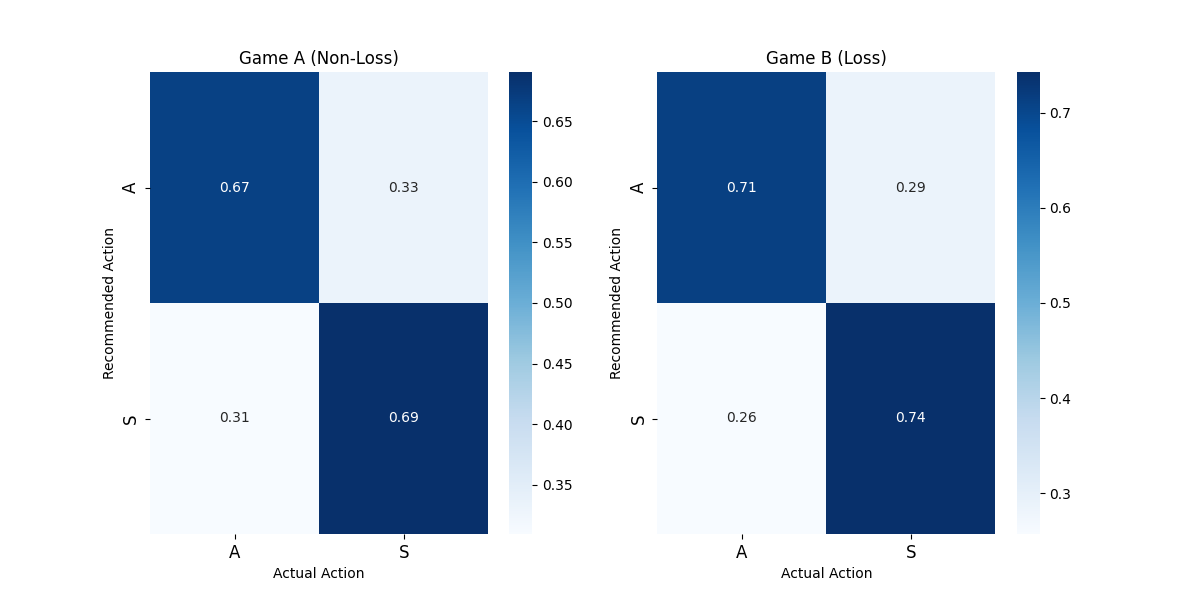 Game A (Non-Loss)
A
S
Recommended Action
0.67
0.33
0.31
0.69
A
S
Actual Action
0.65
0.60
0.55
0.50
0.45
0.40
0.35
Game B (Loss)
A
S
Recommended Action
0.71
0.29
0.26
0.74
A
S
Actual Action
0.7
0.6
0.5
0.4
0.3